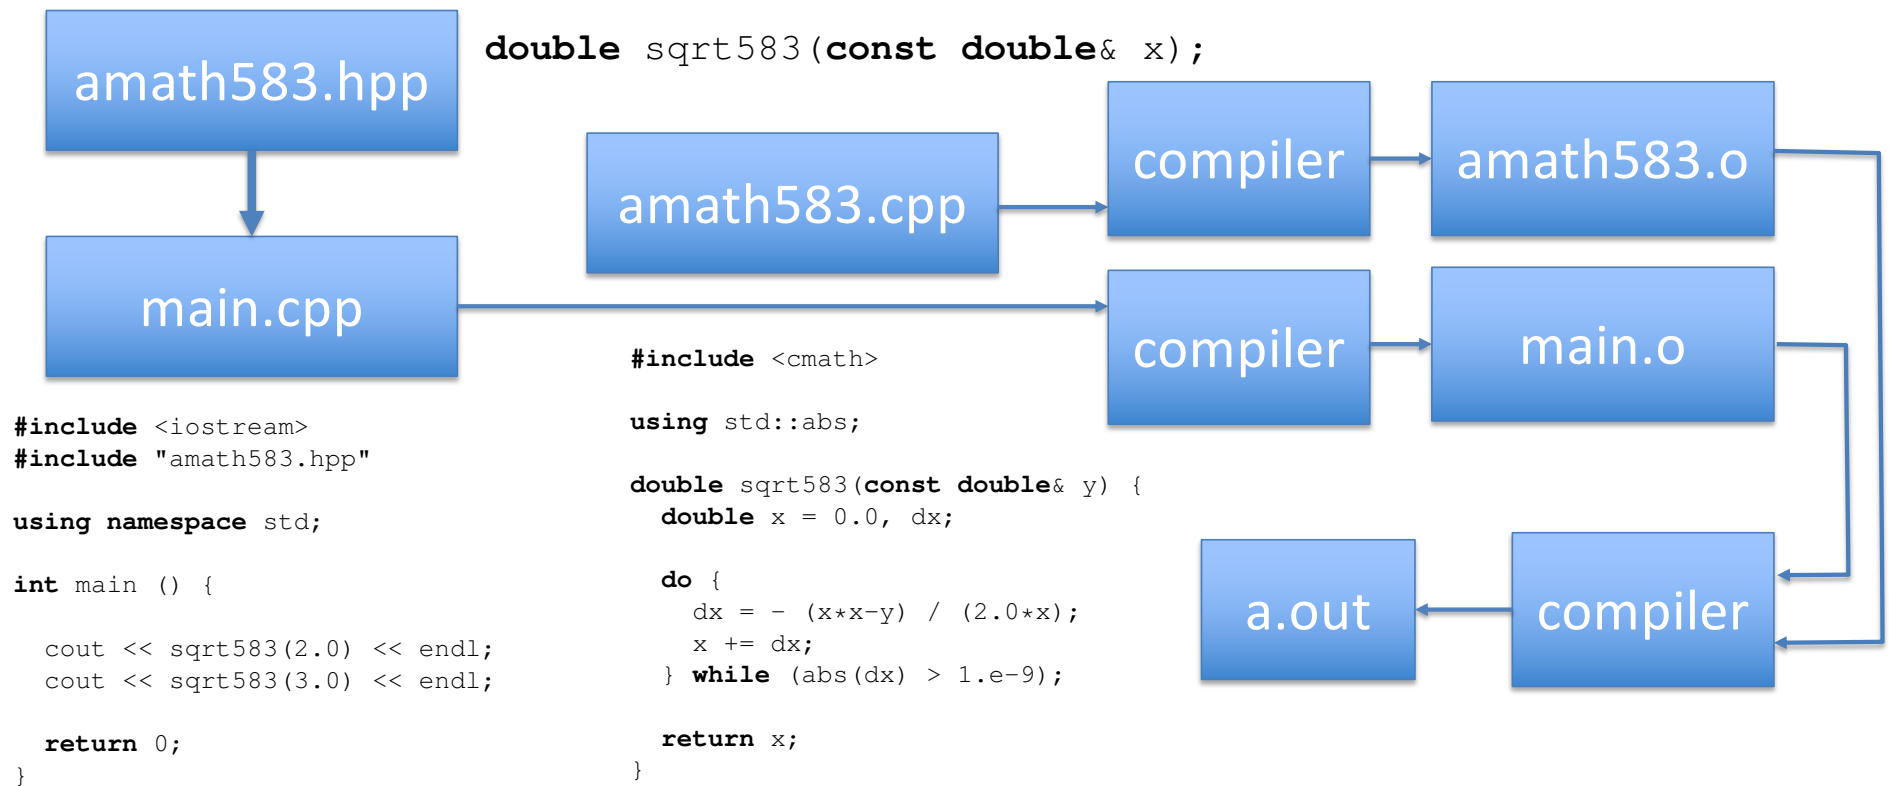 amath583.hpp
double sqrt583(const double& x);
amath583.cpp
compiler
amath583.o
main.cpp
compiler
main.o
#include <iostream>
#include "amath583.hpp"
using namespace std;
int main () {
cout << sqrt583(2.0) << endl;
cout << sqrt583(3.0) << endl;
return 0;
}
#include <cmath>
using std::abs;
double sqrt583(const double& y) {
double x = 0.0, dx;
do {
dx = - (x*x-y) / (2.0*x);
x += dx;
} while (abs(dx) > 1.e-9);
return x;
}
a.out
compiler